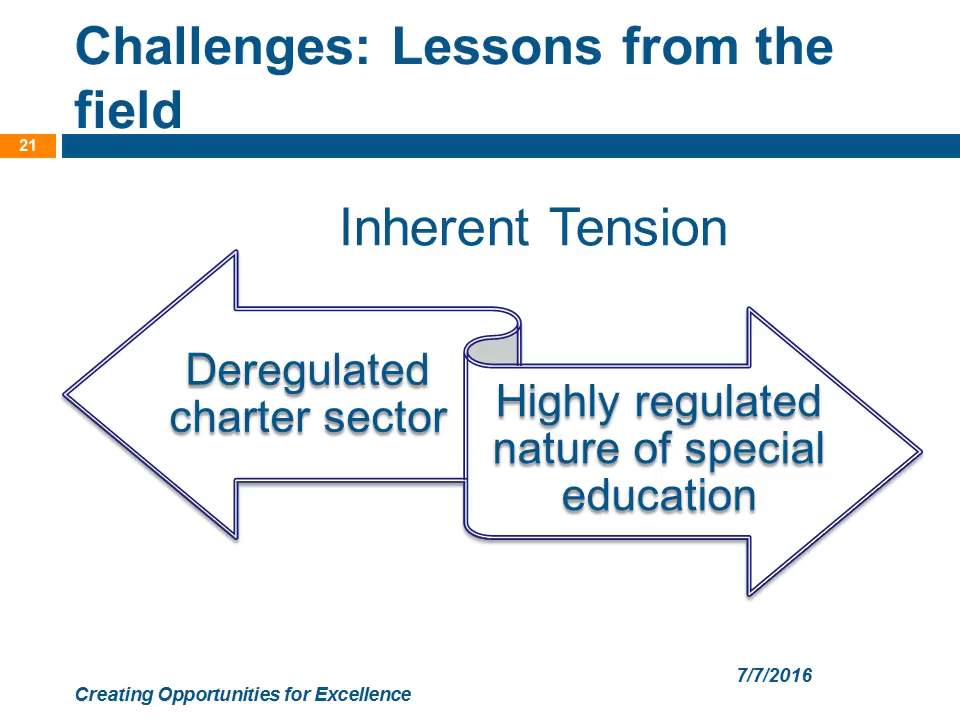 Challenges: Lessons from the
field
21
Inherent Tension
Deregulated
charter sector
Highly regulated
nature of special
education
7/7/2016
Creating Opportunities for Excellence